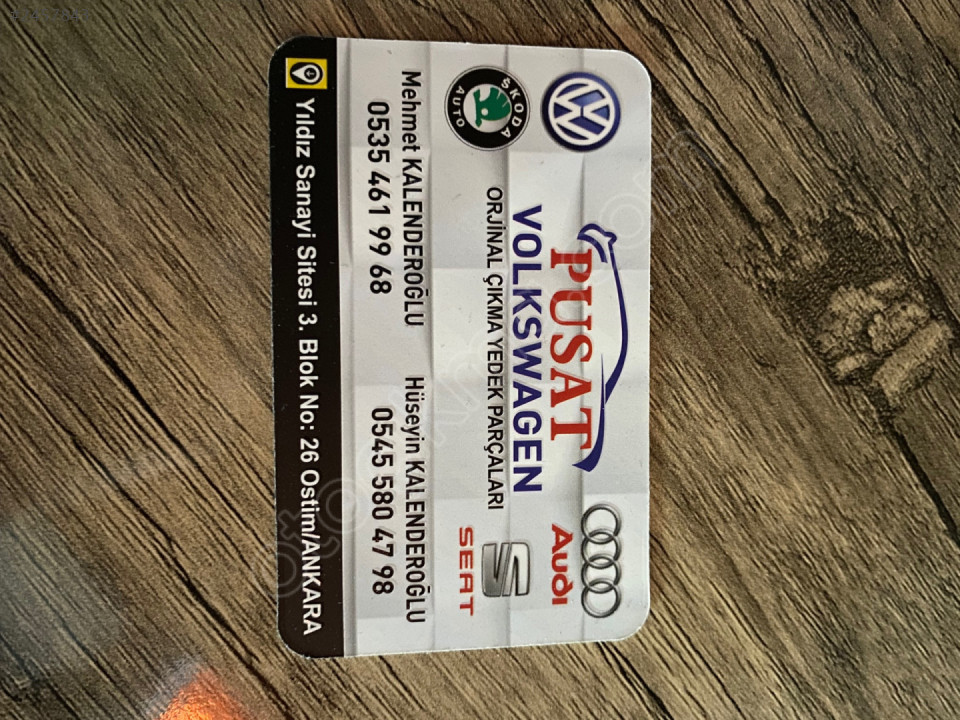 SKODA
AUTO
PUSAT
VOLKSWAGEN
ORJİNAL ÇIKMA YEDEK PARÇALARI
Audi
SEAT
Mehmet KALENDEROĞLU
0535 461 99 68
Hüseyin KALENDEROĞLU
0545 580 47 98
Yıldız Sanayi Sitesi 3. Blok No: 26 Ostim/ANKARA